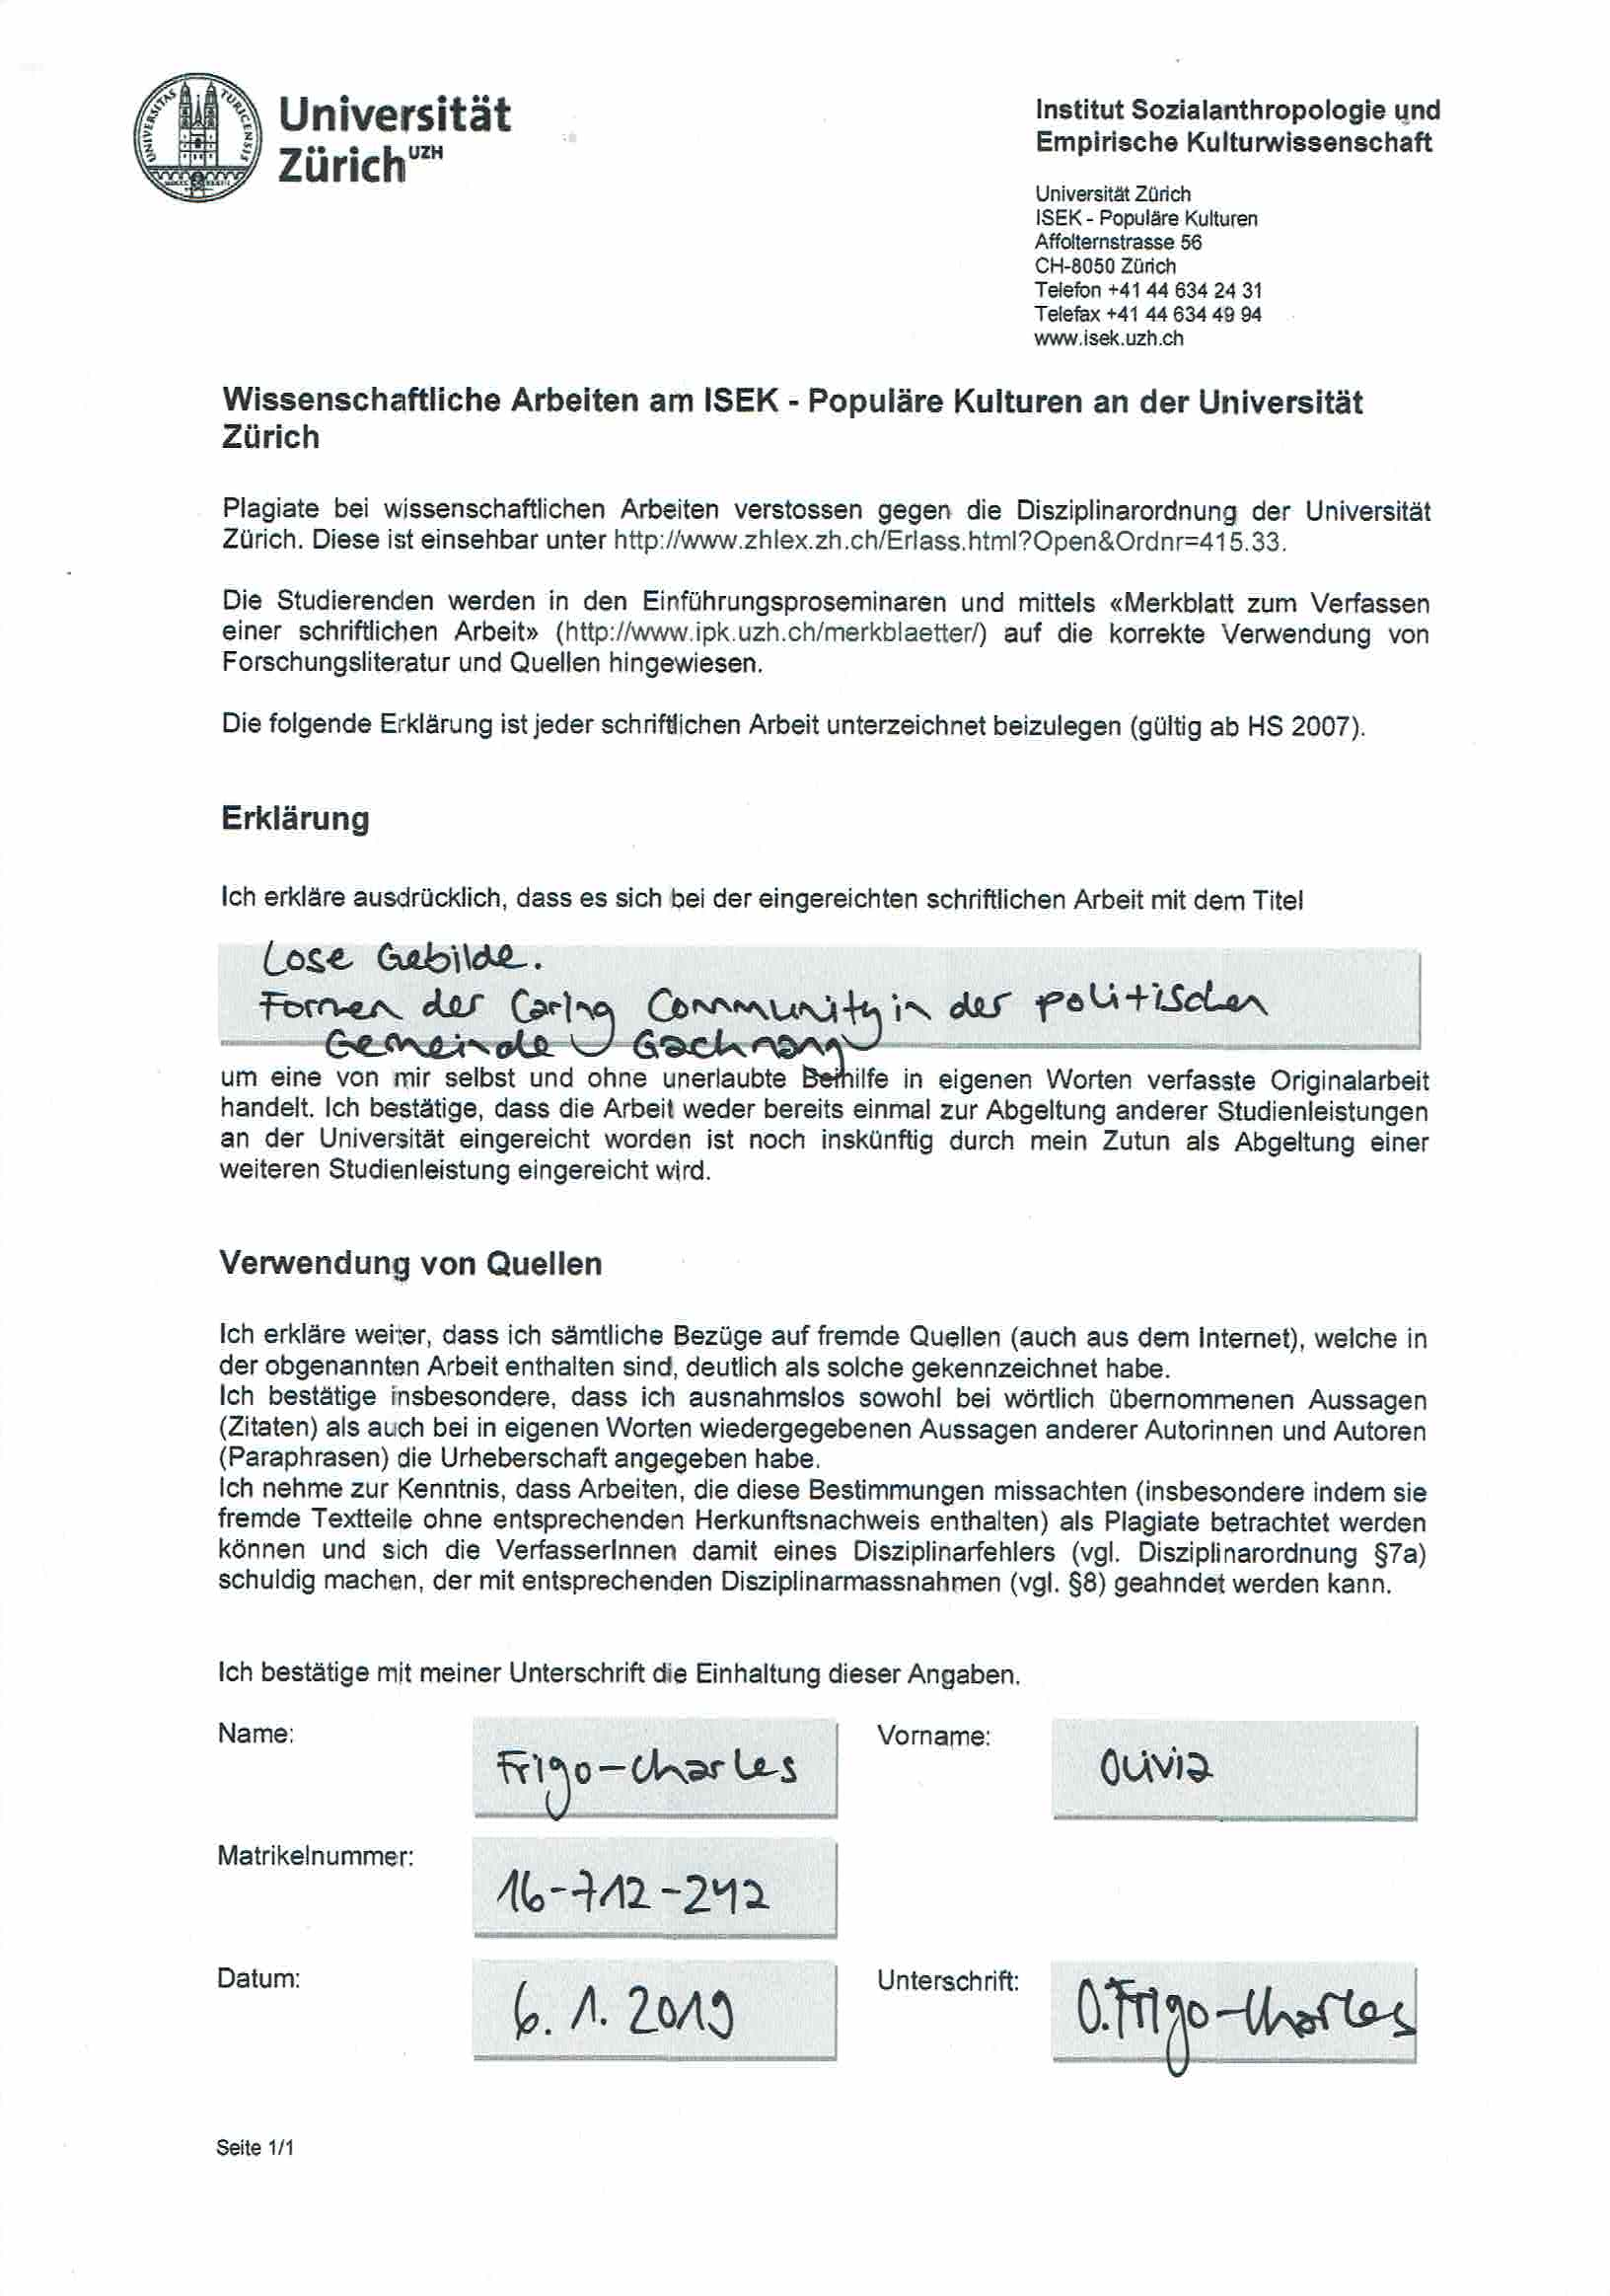 Universität
Zürich UZH
UNIVERSITAS TURICENSIS
Institut Sozialanthropologie und
Empirische Kulturwissenschaft
Universität Zürich
ISEK - Populäre Kulturen
Affolternstrasse 56
CH-8050 Zürich
Telefon +41 44 634 24 31
Telefax +41 44 634 49 94
www.isek.uzh.ch
Wissenschaftliche Arbeiten am ISEK - Populäre Kulturen an der Universität
Zürich
Plagiate bei wissenschaftlichen Arbeiten verstossen gegen die Disziplinarordnung der Universität
Zürich. Diese ist einsehbar unter http://www.zhlex.zh.ch/Erlass.html?Open&Ordnr=415.33.
Die Studierenden werden in den Einführungsproseminaren und mittels «Merkblatt zum Verfassen
einer schriftlichen Arbeit» (http://www.ipk.uzh.ch/merkblaetter/) auf die korrekte Verwendung von
Forschungsliteratur und Quellen hingewiesen.
Die folgende Erklärung ist jeder schriftlichen Arbeit unterzeichnet beizulegen (gültig ab HS 2007).
Erklärung
Ich erkläre ausdrücklich, dass es sich bei der eingereichten schriftlichen Arbeit mit dem Titel
Lose Gebilde.
Formen der Caring Community in der politischen
Gemeinde Gachnang
um eine von mir selbst und ohne unerlaubte Beihilfe in eigenen Worten verfasste Originalarbeit
handelt. Ich bestätige, dass die Arbeit weder bereits einmal zur Abgeltung anderer Studienleistungen
an der Universität eingereicht worden ist noch inskünftig durch mein Zutun als Abgeltung einer
weiteren Studienleistung eingereicht wird.
Verwendung von Quellen
Ich erkläre weiter, dass ich sämtliche Bezüge auf fremde Quellen (auch aus dem Internet), welche in
der obgenannten Arbeit enthalten sind, deutlich als solche gekennzeichnet habe.
Ich bestätige insbesondere, dass ich ausnahmslos sowohl bei wörtlich übernommenen Aussagen
(Zitaten) als auch bei in eigenen Worten wiedergegebenen Aussagen anderer Autorinnen und Autoren
(Paraphrasen) die Urheberschaft angegeben habe.
Ich nehme zur Kenntnis, dass Arbeiten, die diese Bestimmungen missachten (insbesondere indem sie
fremde Textteile ohne entsprechenden Herkunftsnachweis enthalten) als Plagiate betrachtet werden
können und sich die VerfasserInnen damit eines Disziplinarfehlers (vgl. Disziplinarordnung §7a)
schuldig machen, der mit entsprechenden Disziplinarmassnahmen (vgl. §8) geahndet werden kann.
Ich bestätige mit meiner Unterschrift die Einhaltung dieser Angaben.
Name: Frigo-Charles Vorname: Olivia
Matrikelnummer: 16-712-242
Datum: 6.1.2019 Unterschrift: O.Frigo-Charles
Seite 1/1